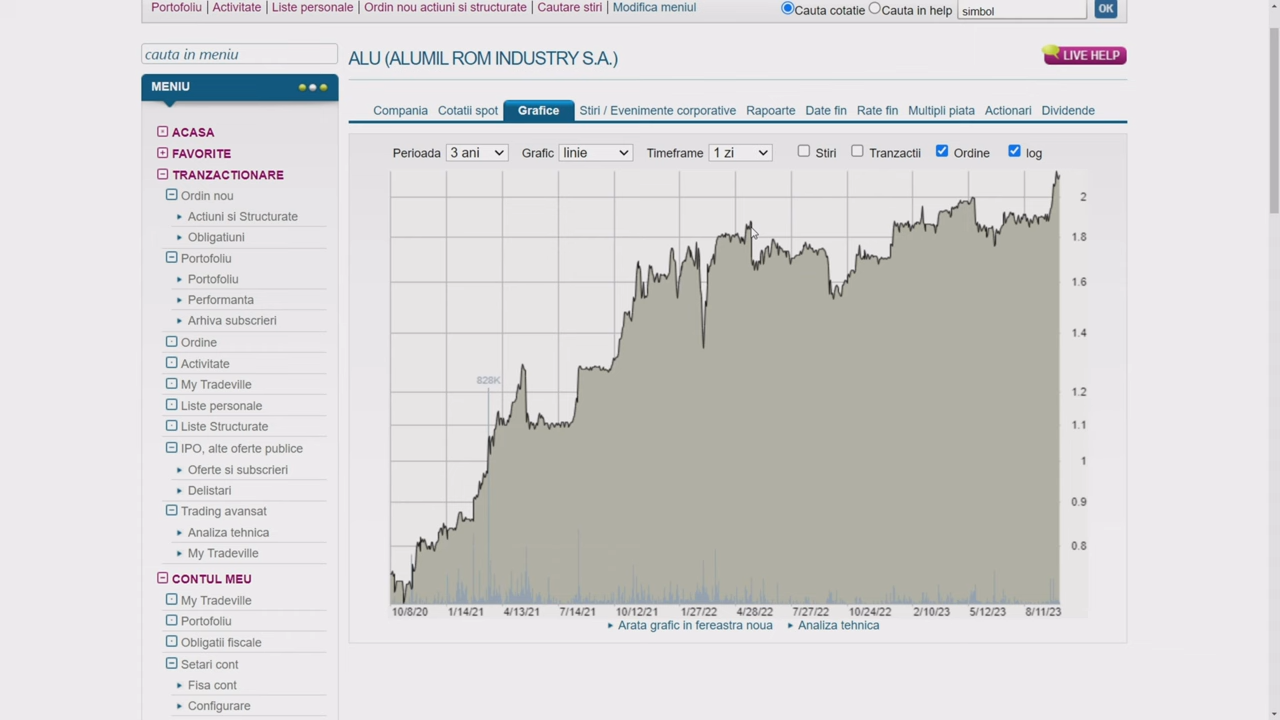 Portofoliu | Activitate | Liste personale | Ordin nou actiuni si structurate | Cautare stiri | Modifica meniul
Cauta cotatie Cauta in help simbol OK
cauta in meniu
ALU (ALUMIL ROM INDUSTRY S.A.)
LIVE HELP
MENIU
Compania Cotatii spot Grafice Stiri / Evenimente corporative Rapoarte Date fin Rate fin Multipli piata Actionari Dividende
Perioada 3 ani Grafic linie Timeframe 1 zi Stiri Tranzactii Ordine log
ACASA
FAVORITE
TRANZACTIONARE
Ordin nou
Actiuni si Structurate
Obligatiuni
Portofoliu
Portofoliu
Performanta
Arhiva subscrieri
Ordine
Activitate
My Tradeville
Liste personale
Liste Structurate
IPO, alte oferte publice
Oferte si subscrieri
Delistari
Trading avansat
Analiza tehnica
My Tradeville
CONTUL MEU
My Tradeville
Portofoliu
Obligatii fiscale
Setari cont
Fisa cont
Configurare
2
1.8
1.6
1.4
1.2
1.1
1
0.9
0.8
828K
10/8/20 1/14/21 4/13/21 7/14/21 10/12/21 1/27/22 4/28/22 7/27/22 10/24/22 2/10/23 5/12/23 8/11/23
Arata grafic in fereastra noua Analiza tehnica